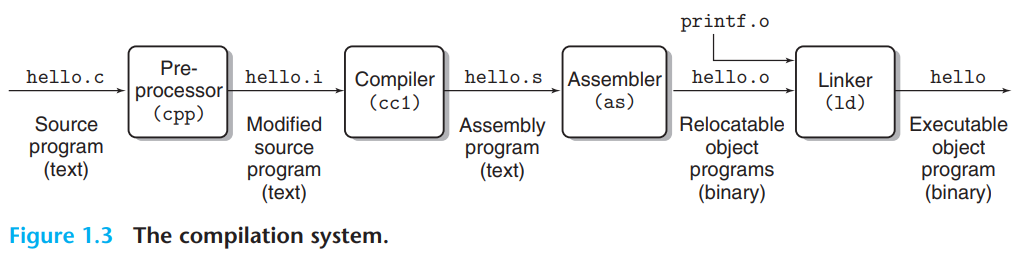 printf.o
hello.c
Pre-
processor
(cpp)
hello.i
Compiler
(cc1)
hello.s
Assembler
(as)
hello.o
Linker
(ld)
hello
Source
program
(text)
Modified
source
program
(text)
Assembly
program
(text)
Relocatable
object
programs
(binary)
Executable
object
program
(binary)
Figure 1.3 The compilation system.